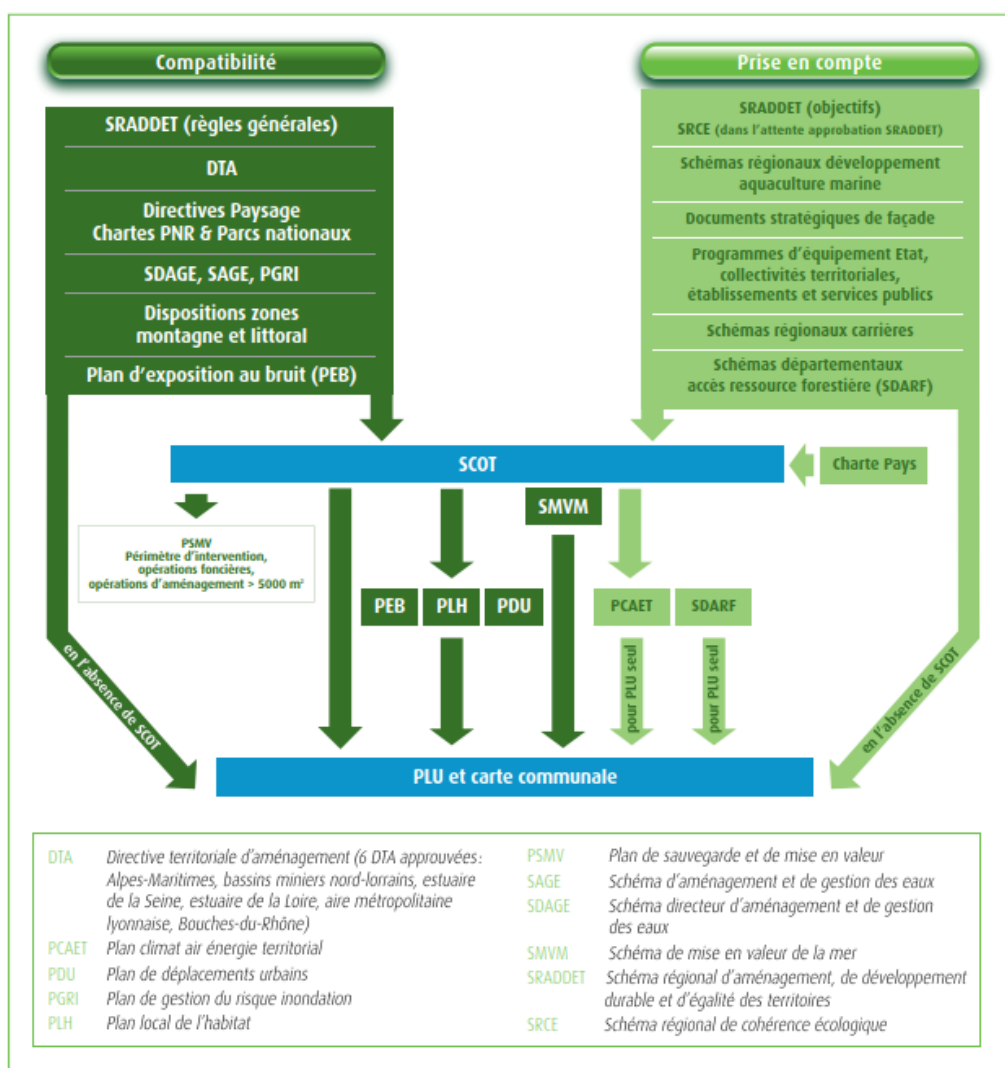 Compatibilité
SRADDET (règles générales)
DTA
Directives Paysage
Chartes PNR & Parcs nationaux
SDAGE, SAGE, PGRI
Dispositions zones
montagne et littoral
Plan d'exposition au bruit (PEB)
Prise en compte
SRADDET (objectifs)
SRCE (dans l'attente approbation SRADDET)
Schémas régionaux développement
aquaculture marine
Documents stratégiques de façade
Programmes d'équipement Etat,
collectivités territoriales,
établissements et services publics
Schémas régionaux carrières
Schémas départementaux
accès ressource forestière (SDARF)
SCOT
Charte Pays
PSMV
Périmètre d'intervention,
opérations foncières,
opérations d'aménagement > 5000 m²
SMVM
PEB
PLH
PDU
PCAET
SDARF
pour PLU seul
pour PLU seul
en l'absence de SCOT
en l'absence de SCOT
PLU et carte communale
DTA Directive territoriale d'aménagement (6 DTA approuvées:
Alpes-Maritimes, bassins miniers nord-lorrains, estuaire
de la Seine, estuaire de la Loire, aire métropolitaine
lyonnaise, Bouches-du-Rhône)
PCAET Plan climat air énergie territorial
PDU Plan de déplacements urbains
PGRI Plan de gestion du risque inondation
PLH Plan local de l'habitat
PSMV Plan de sauvegarde et de mise en valeur
SAGE Schéma d'aménagement et de gestion des eaux
SDAGE Schéma directeur d'aménagement et de gestion
des eaux
SMVM Schéma de mise en valeur de la mer
SRADDET Schéma régional d'aménagement, de développement
durable et d'égalité des territoires
SRCE Schéma régional de cohérence écologique